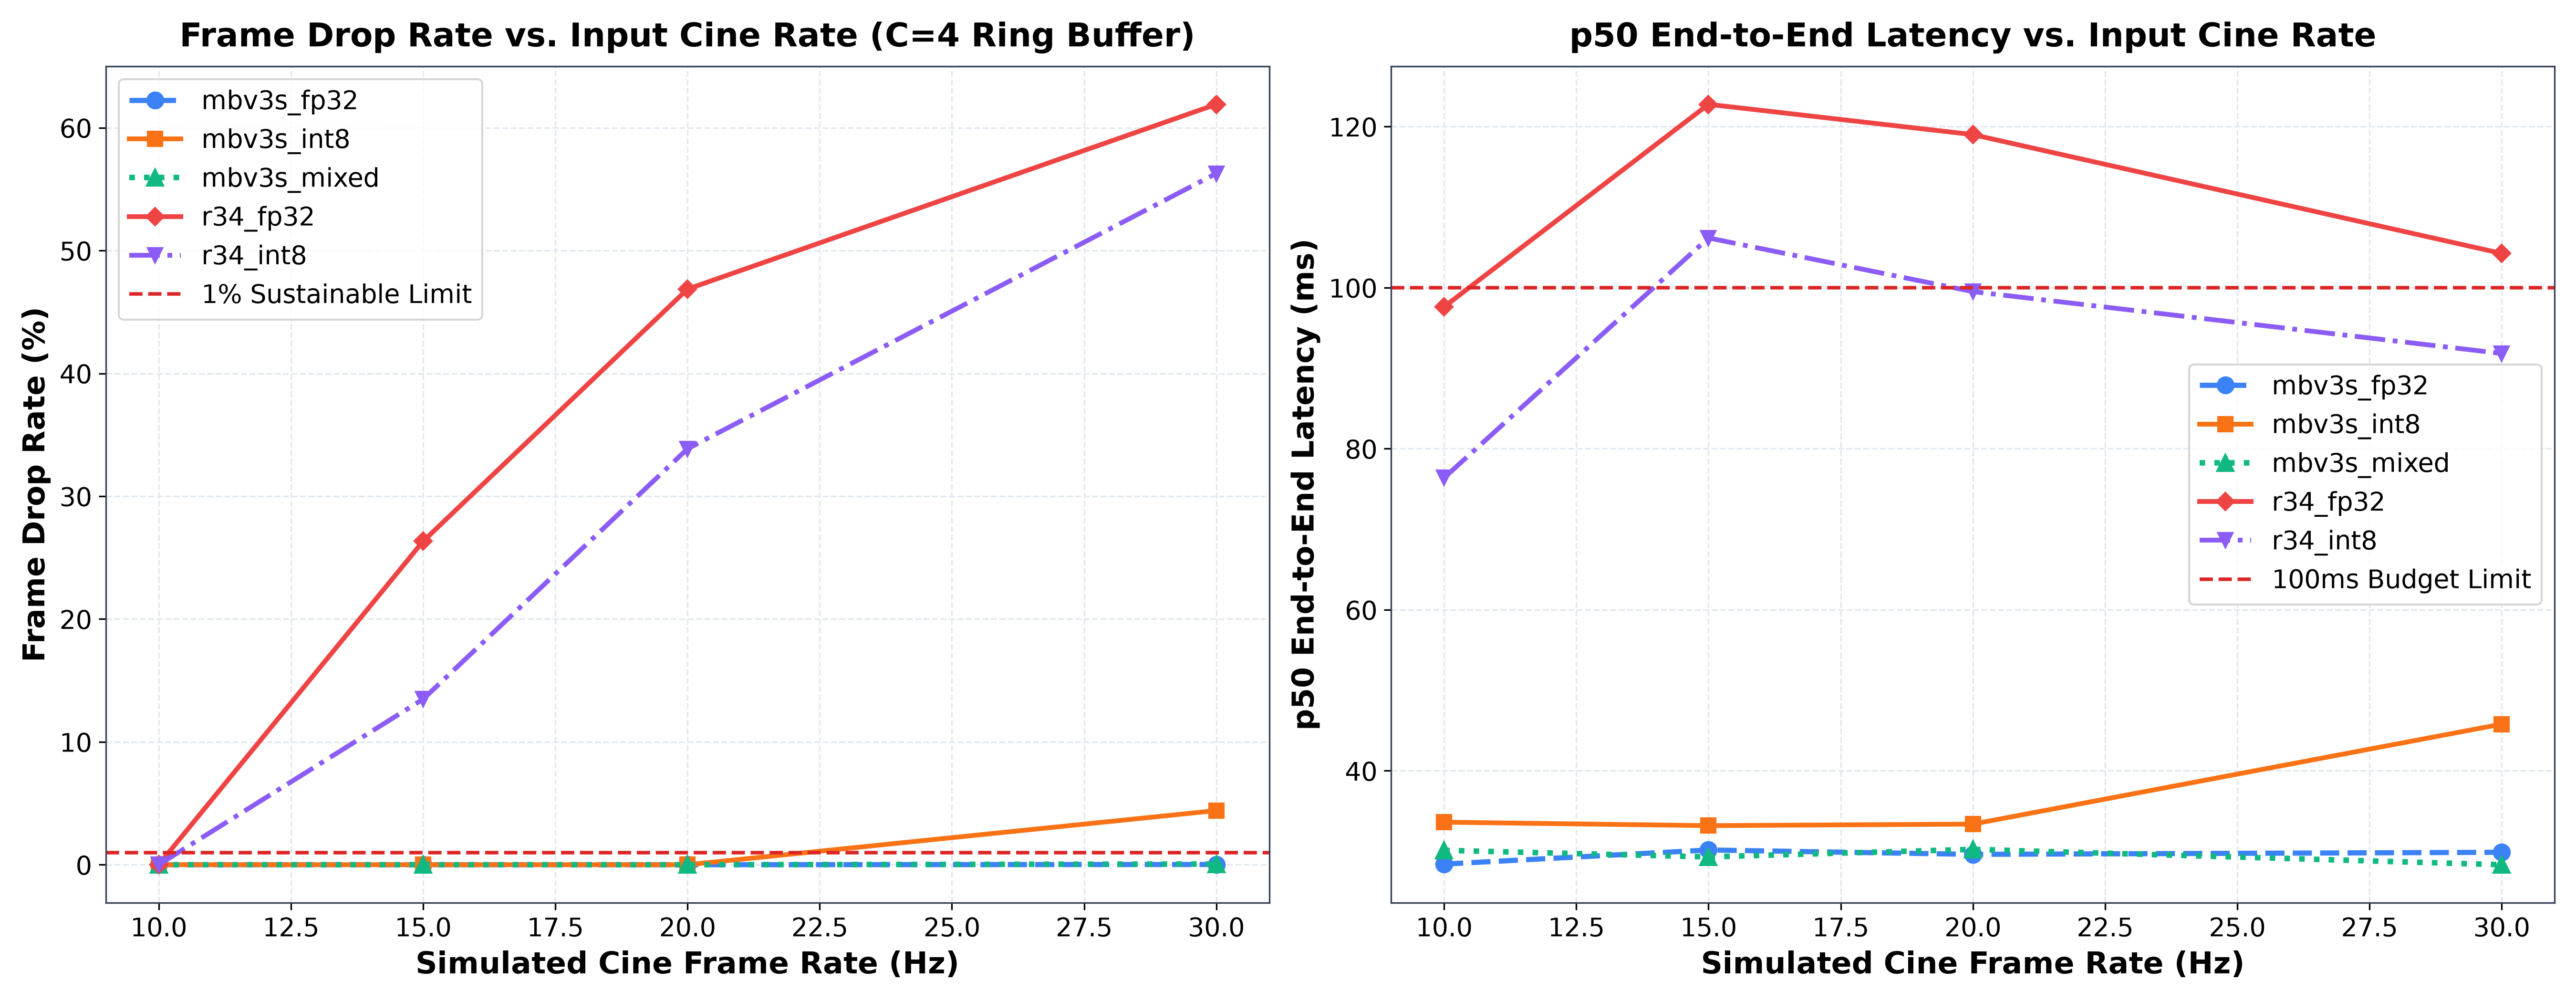 Frame Drop Rate vs. Input Cine Rate (C=4 Ring Buffer)
mbv3s_fp32
mbv3s_int8
mbv3s_mixed
r34_fp32
r34_int8
1% Sustainable Limit
Frame Drop Rate (%)
60
50
40
30
20
10
0
10.0 12.5 15.0 17.5 20.0 22.5 25.0 27.5 30.0
Simulated Cine Frame Rate (Hz)
p50 End-to-End Latency vs. Input Cine Rate
p50 End-to-End Latency (ms)
120
100
80
60
40
mbv3s_fp32
mbv3s_int8
mbv3s_mixed
r34_fp32
r34_int8
100ms Budget Limit
10.0 12.5 15.0 17.5 20.0 22.5 25.0 27.5 30.0
Simulated Cine Frame Rate (Hz)